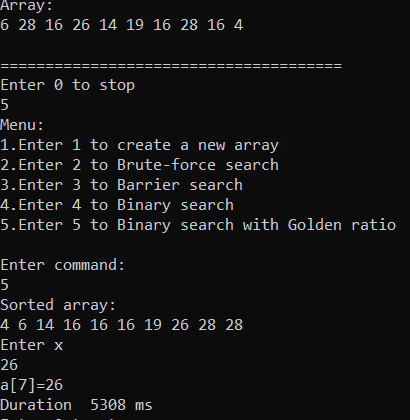 Array:
6 28 16 26 14 19 16 28 16 4
=====================================
Enter 0 to stop
5
Menu:
1.Enter 1 to create a new array
2.Enter 2 to Brute-force search
3.Enter 3 to Barrier search
4.Enter 4 to Binary search
5.Enter 5 to Binary search with Golden ratio
Enter command:
5
Sorted array:
4 6 14 16 16 16 19 26 28 28
Enter x
26
a[7]=26
Duration  5308 ms